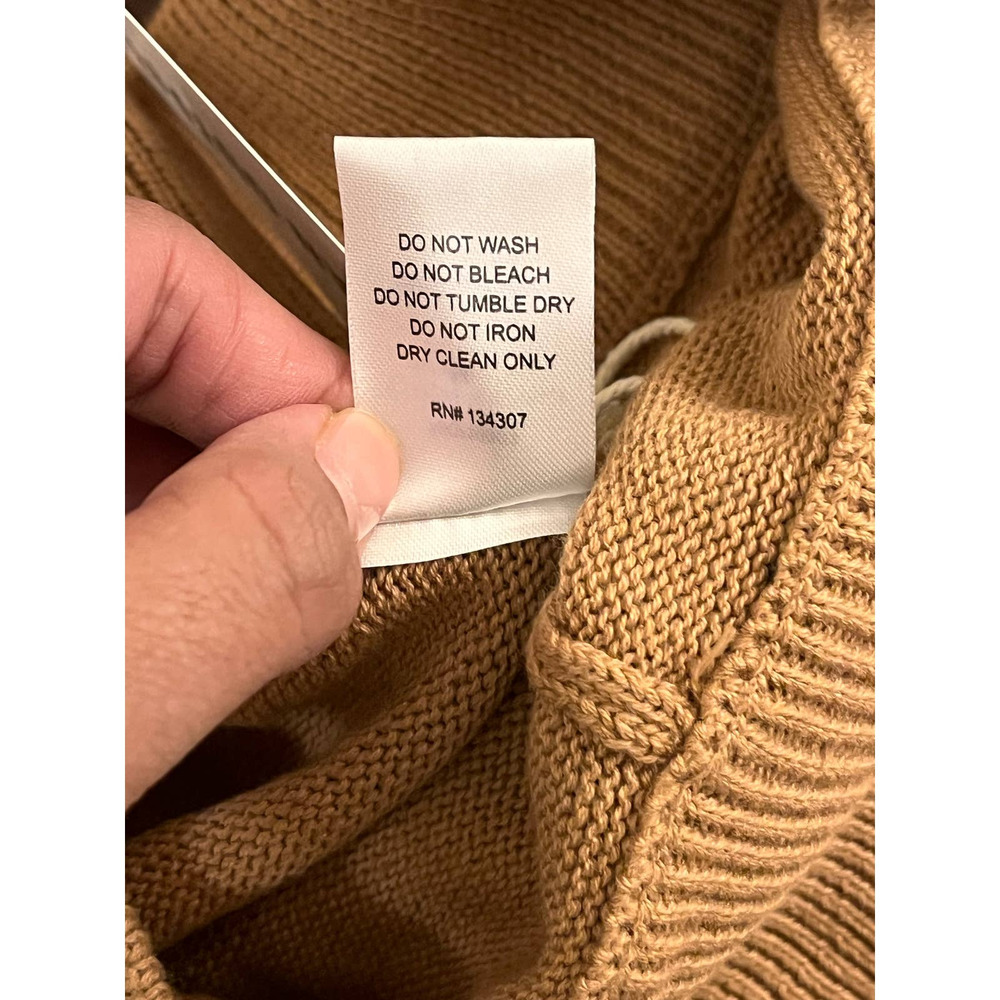 DO NOT WASH
DO NOT BLEACH
DO NOT TUMBLE DRY
DO NOT IRON
DRY CLEAN ONLY
RN# 134307